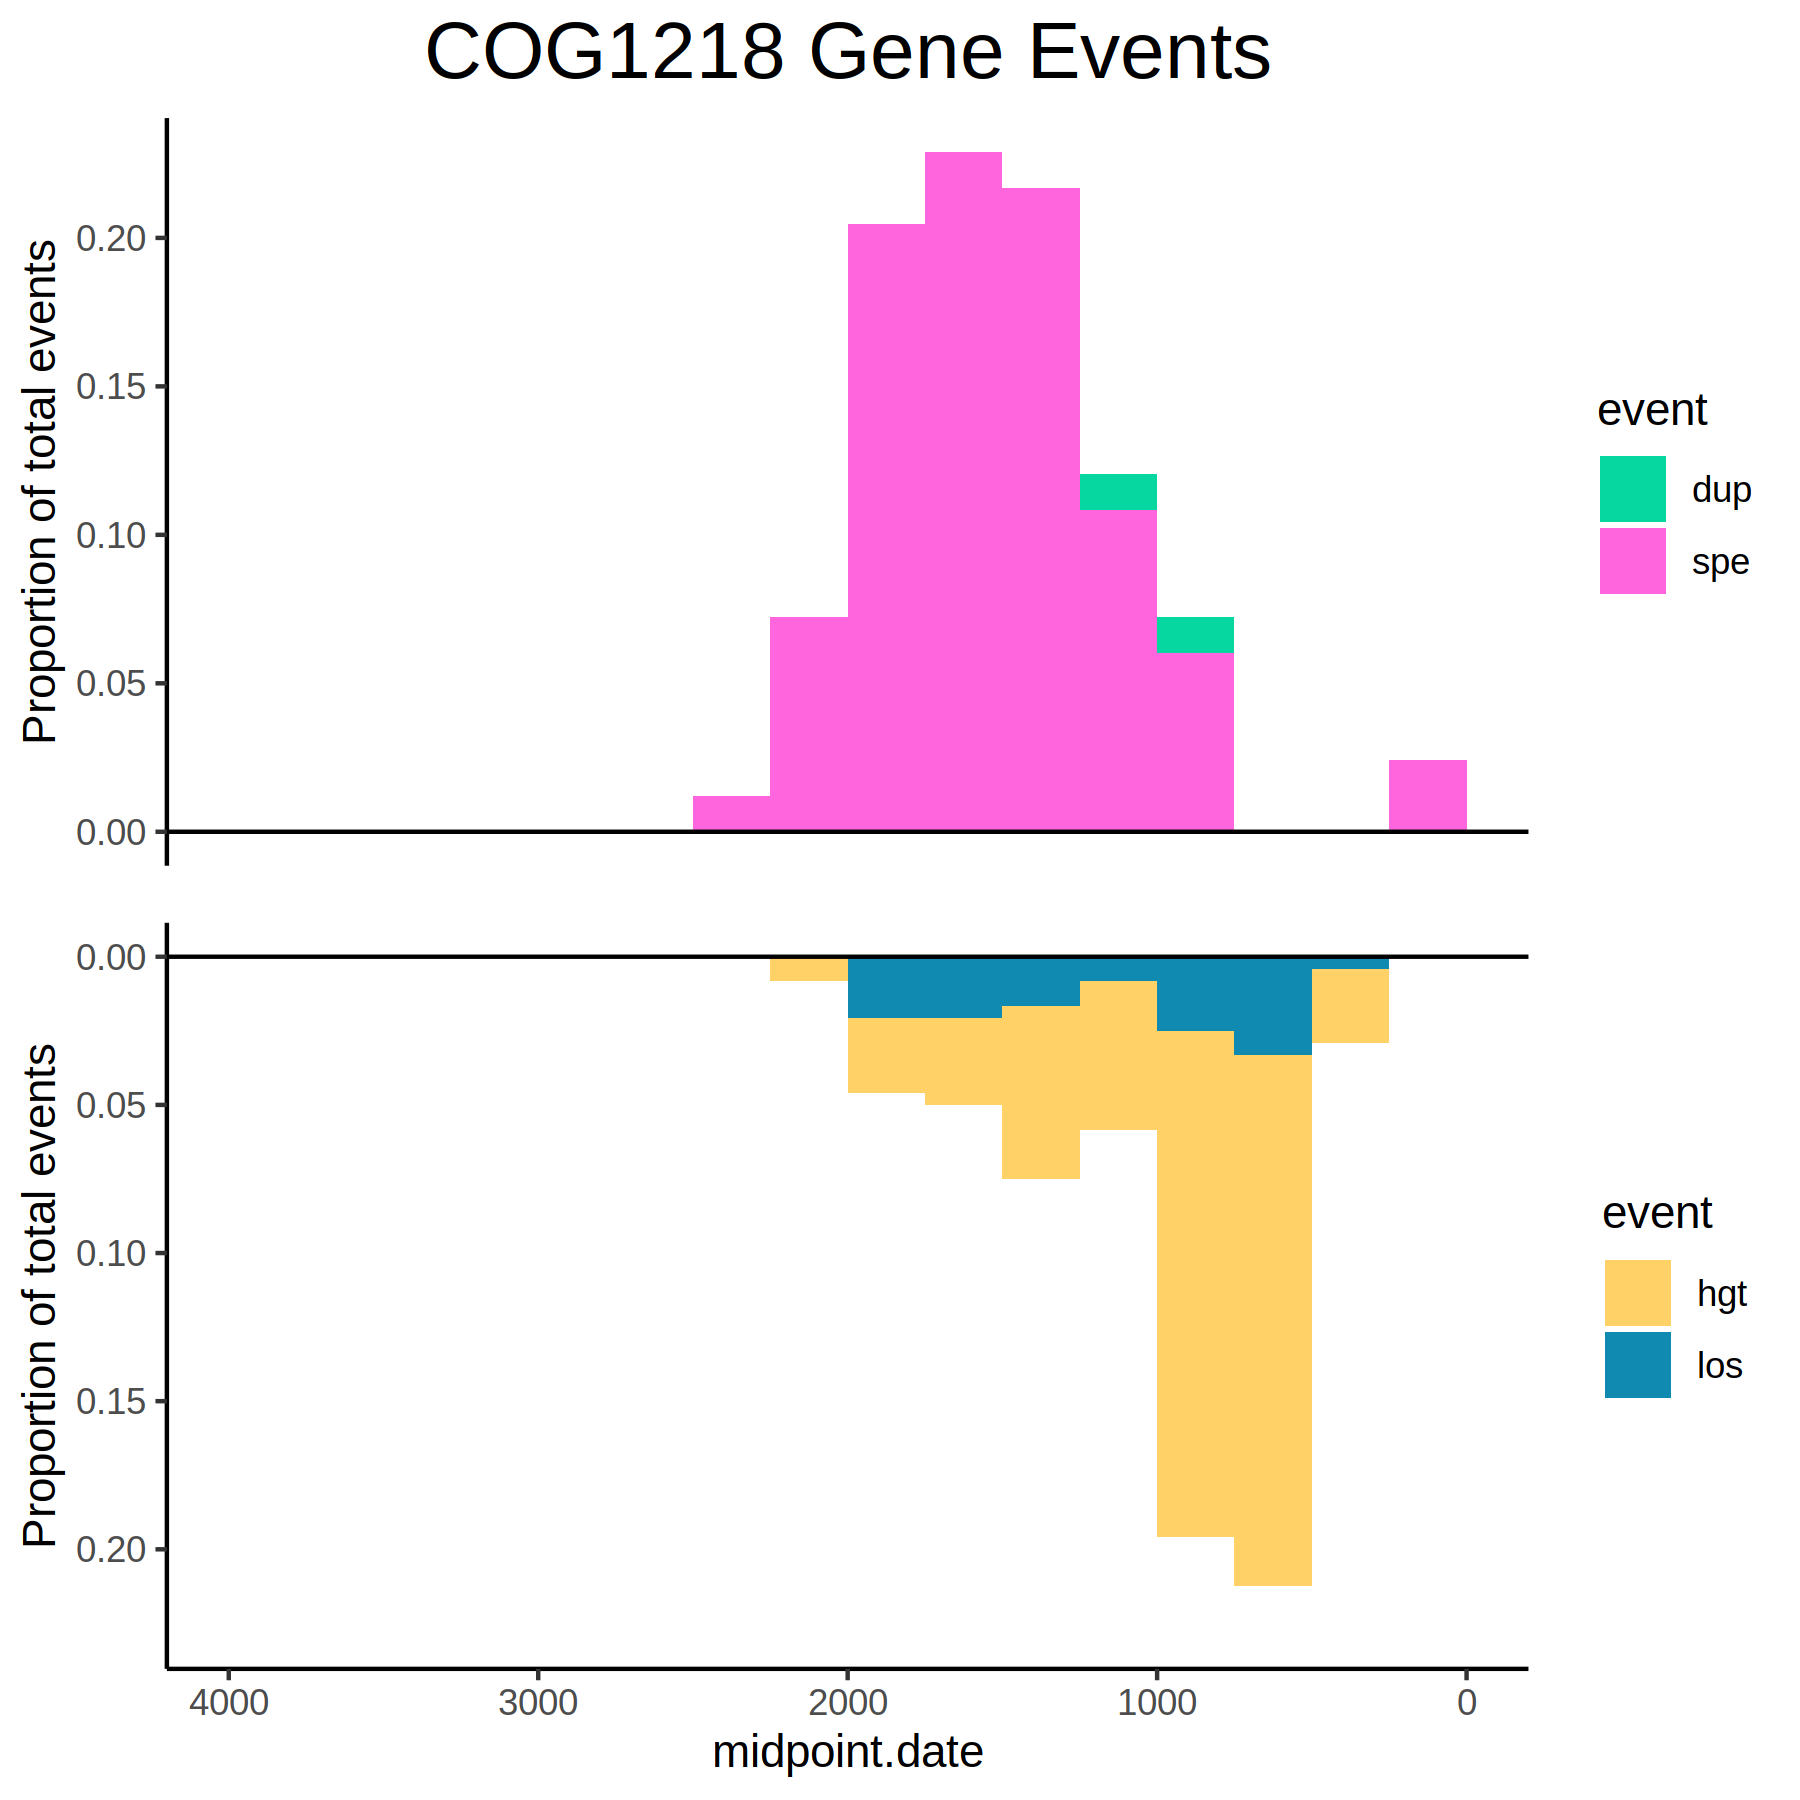 COG1218 Gene Events
Proportion of total events
0.20
0.15
0.10
0.05
0.00
event
dup
spe
Proportion of total events
0.00
0.05
0.10
0.15
0.20
event
hgt
los
4000 3000 2000 1000 0
midpoint.date